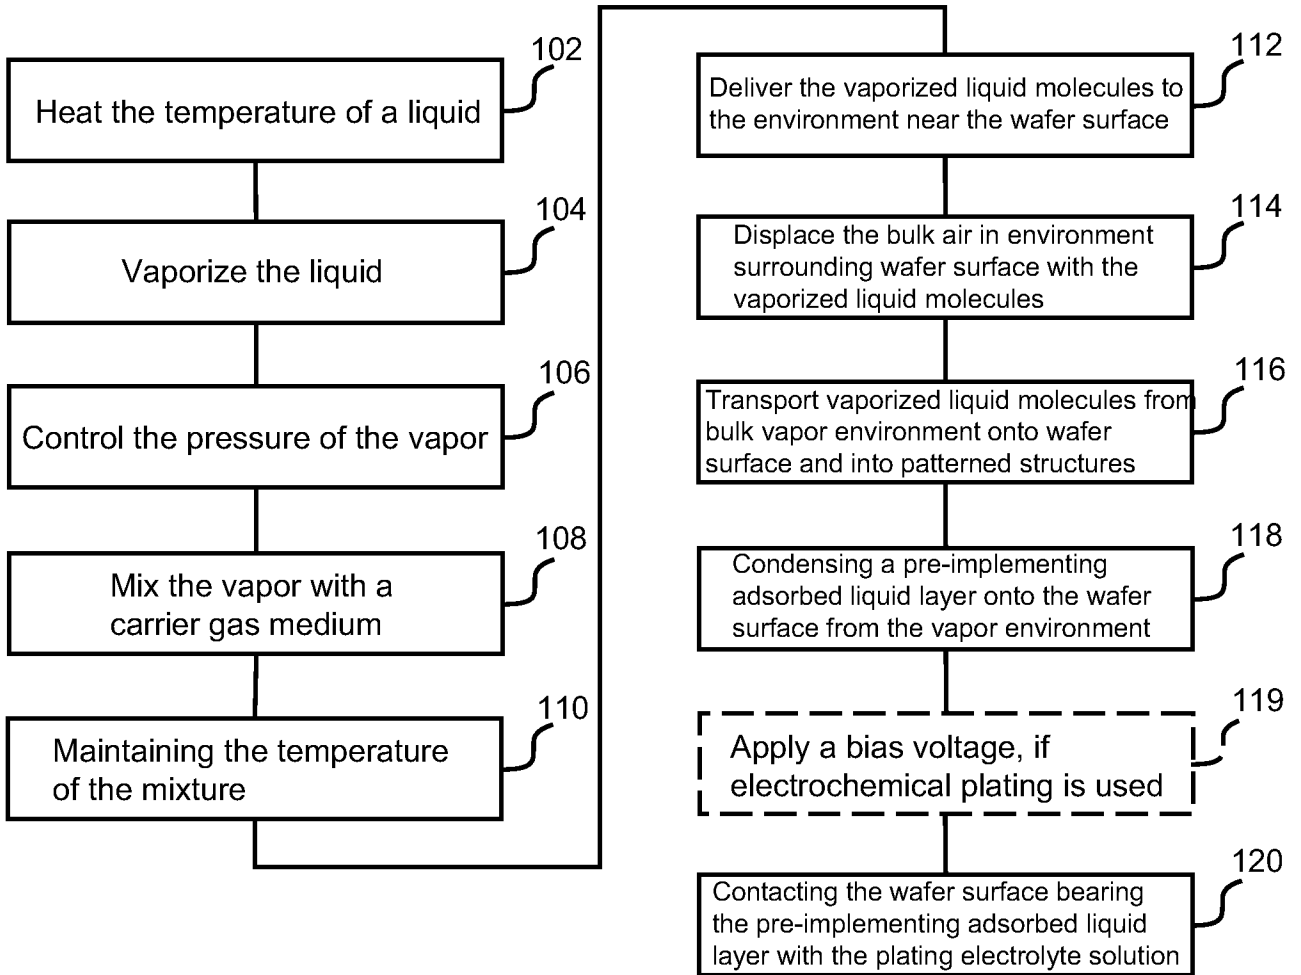 102
Heat the temperature of a liquid
104
Vaporize the liquid
106
Control the pressure of the vapor
108
Mix the vapor with a
carrier gas medium
110
Maintaining the temperature
of the mixture
112
Deliver the vaporized liquid molecules to
the environment near the wafer surface
114
Displace the bulk air in environment
surrounding wafer surface with the
vaporized liquid molecules
116
Transport vaporized liquid molecules from
bulk vapor environment onto wafer
surface and into patterned structures
118
Condensing a pre-implementing
adsorbed liquid layer onto the wafer
surface from the vapor environment
119
Apply a bias voltage, if
electrochemical plating is used
120
Contacting the wafer surface bearing
the pre-implementing adsorbed liquid
layer with the plating electrolyte solution